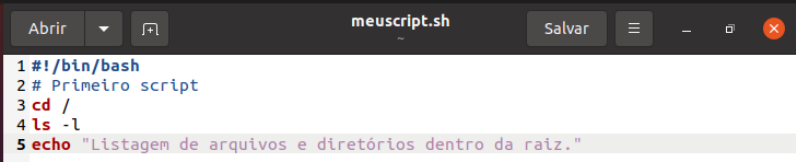 Abrir meuscript.sh Salvar
~
1 #!/bin/bash
2 # Primeiro script
3 cd /
4 ls -l
5 echo "Listagem de arquivos e diretórios dentro da raiz."